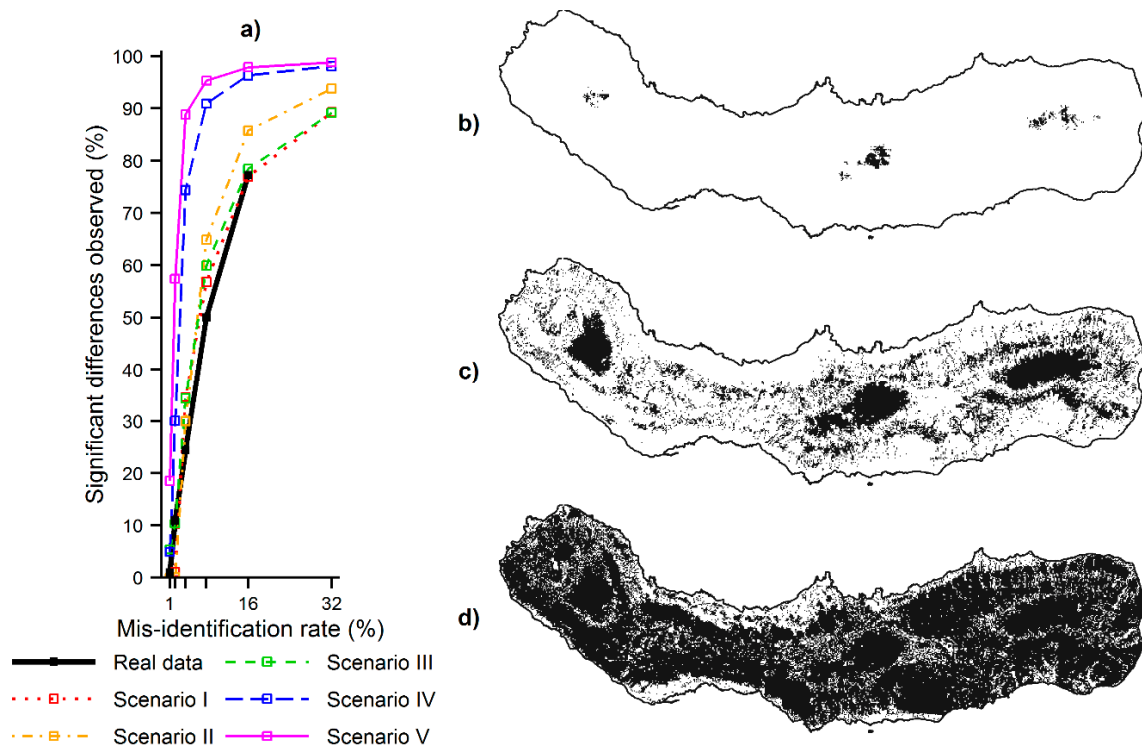 a)
Significant differences observed (%)
100
90
80
70
60
50
40
30
20
10
0
1 16 32
Mis-identification rate (%)
Real data
Scenario I
Scenario II
Scenario III
Scenario IV
Scenario V
b)
c)
d)